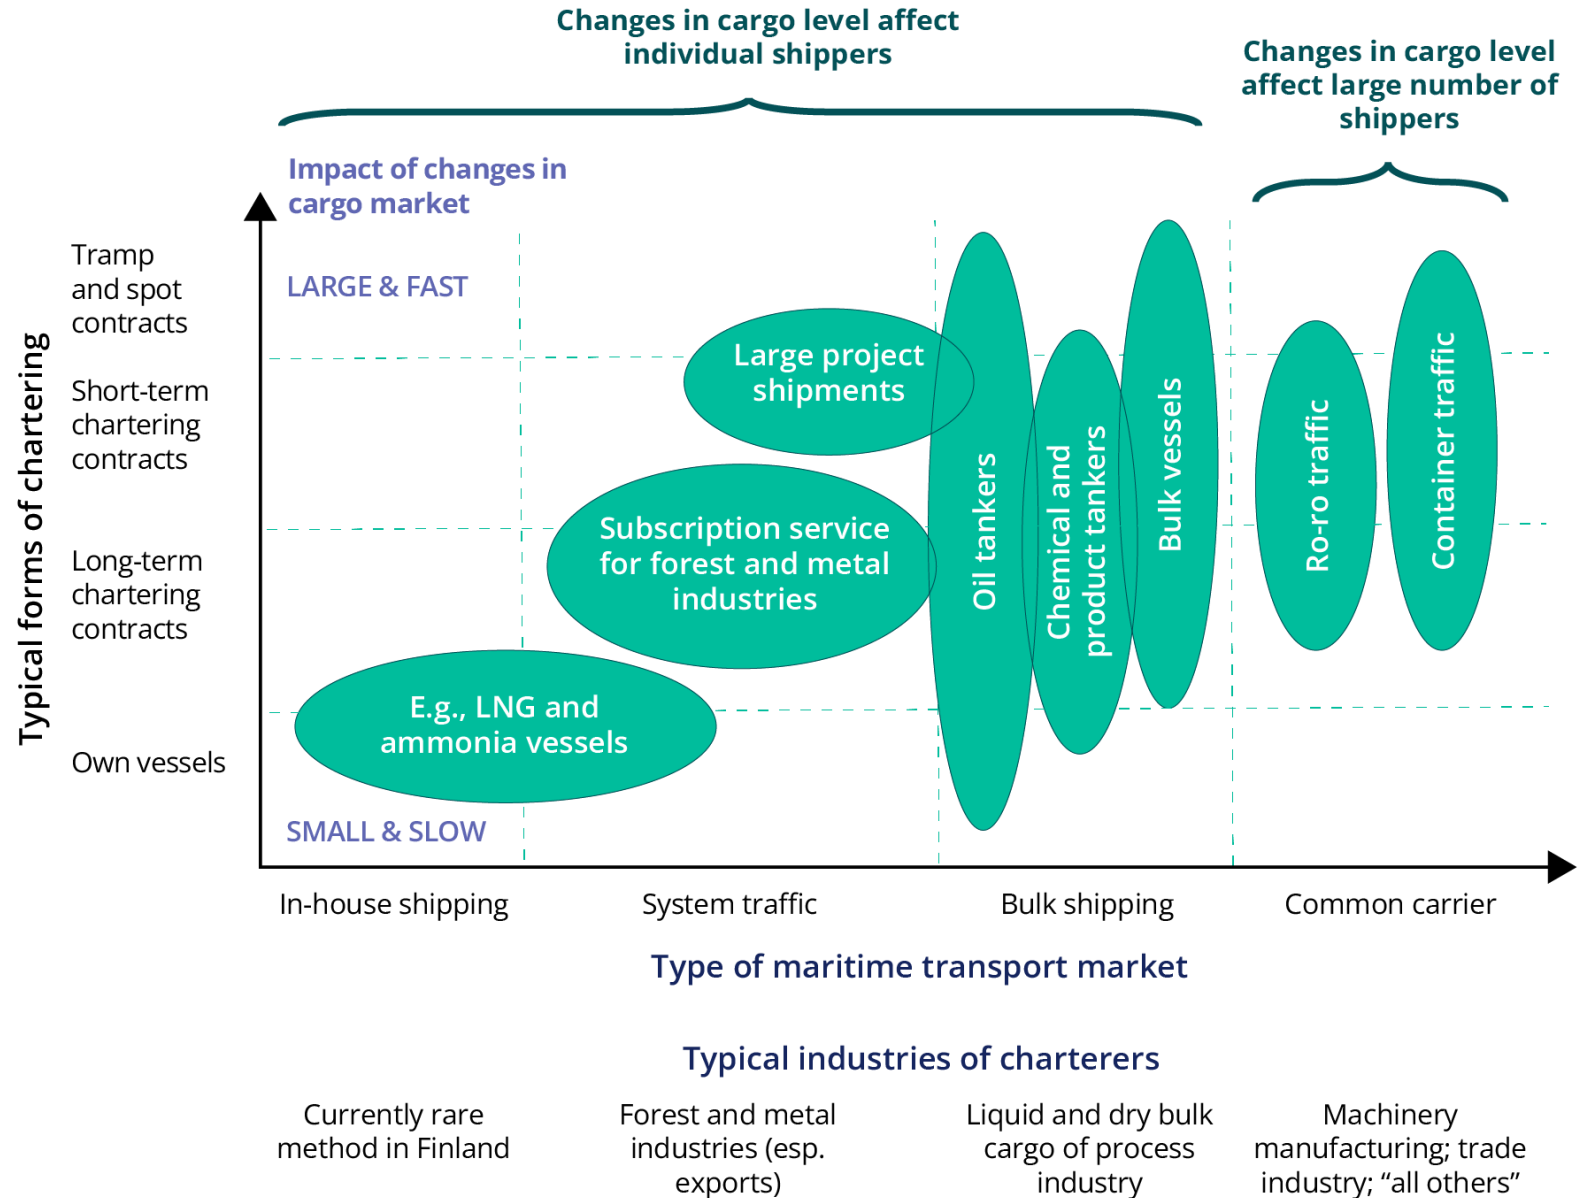 Changes in cargo level affect
individual shippers
Changes in cargo level
affect large number of
shippers
Impact of changes in
cargo market
LARGE & FAST
SMALL & SLOW
Typical forms of chartering
Tramp
and spot
contracts
Short-term
chartering
contracts
Long-term
chartering
contracts
Own vessels
Large project
shipments
Subscription service
for forest and metal
industries
E.g., LNG and
ammonia vessels
Oil tankers
Chemical and
product tankers
Bulk vessels
Ro-ro traffic
Container traffic
In-house shipping
System traffic
Bulk shipping
Common carrier
Type of maritime transport market
Typical industries of charterers
Currently rare
method in Finland
Forest and metal
industries (esp.
exports)
Liquid and dry bulk
cargo of process
industry
Machinery
manufacturing; trade
industry; “all others”